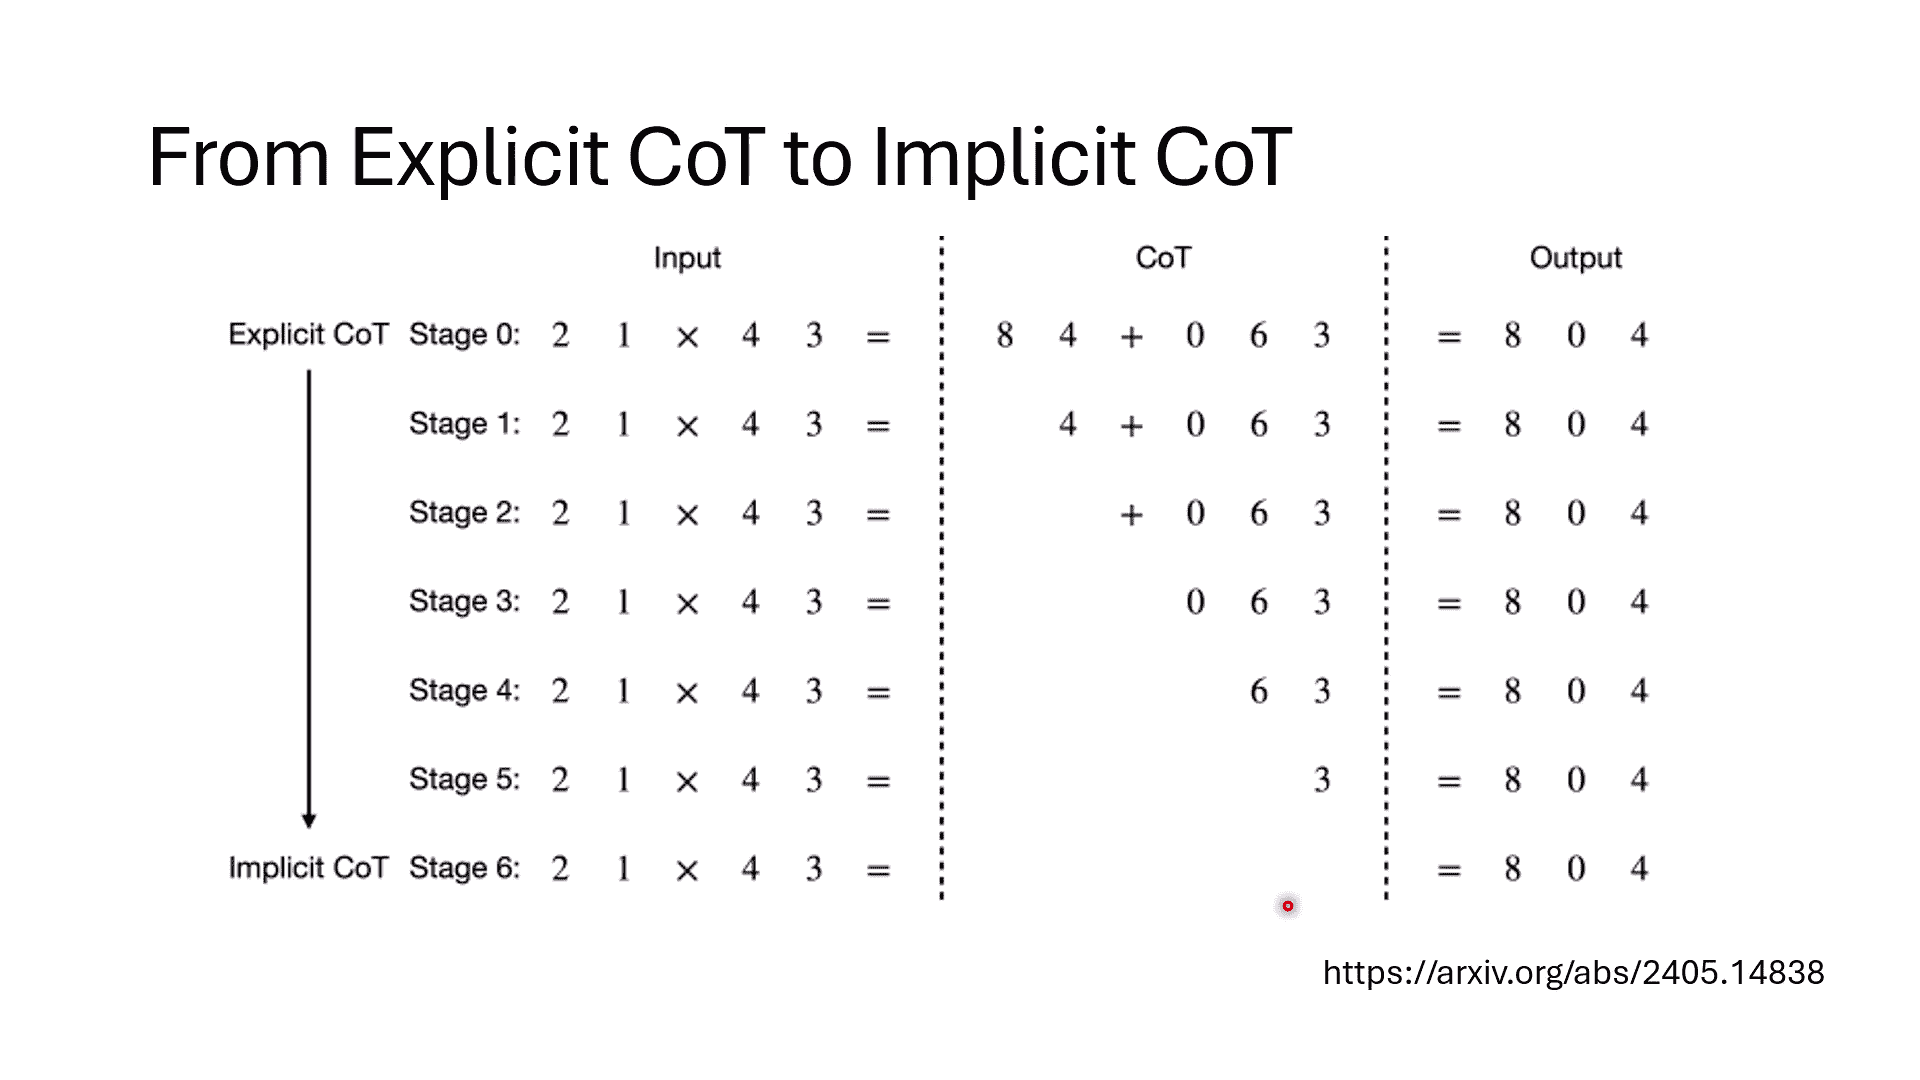 From Explicit CoT to Implicit CoT
Input CoT Output
Explicit CoT Stage 0: 2 1 × 4 3 = 8 4 + 0 6 3 = 8 0 4
Stage 1: 2 1 × 4 3 = 4 + 0 6 3 = 8 0 4
Stage 2: 2 1 × 4 3 = + 0 6 3 = 8 0 4
Stage 3: 2 1 × 4 3 = 0 6 3 = 8 0 4
Stage 4: 2 1 × 4 3 = 6 3 = 8 0 4
Stage 5: 2 1 × 4 3 = 3 = 8 0 4
Implicit CoT Stage 6: 2 1 × 4 3 = = 8 0 4
https://arxiv.org/abs/2405.14838